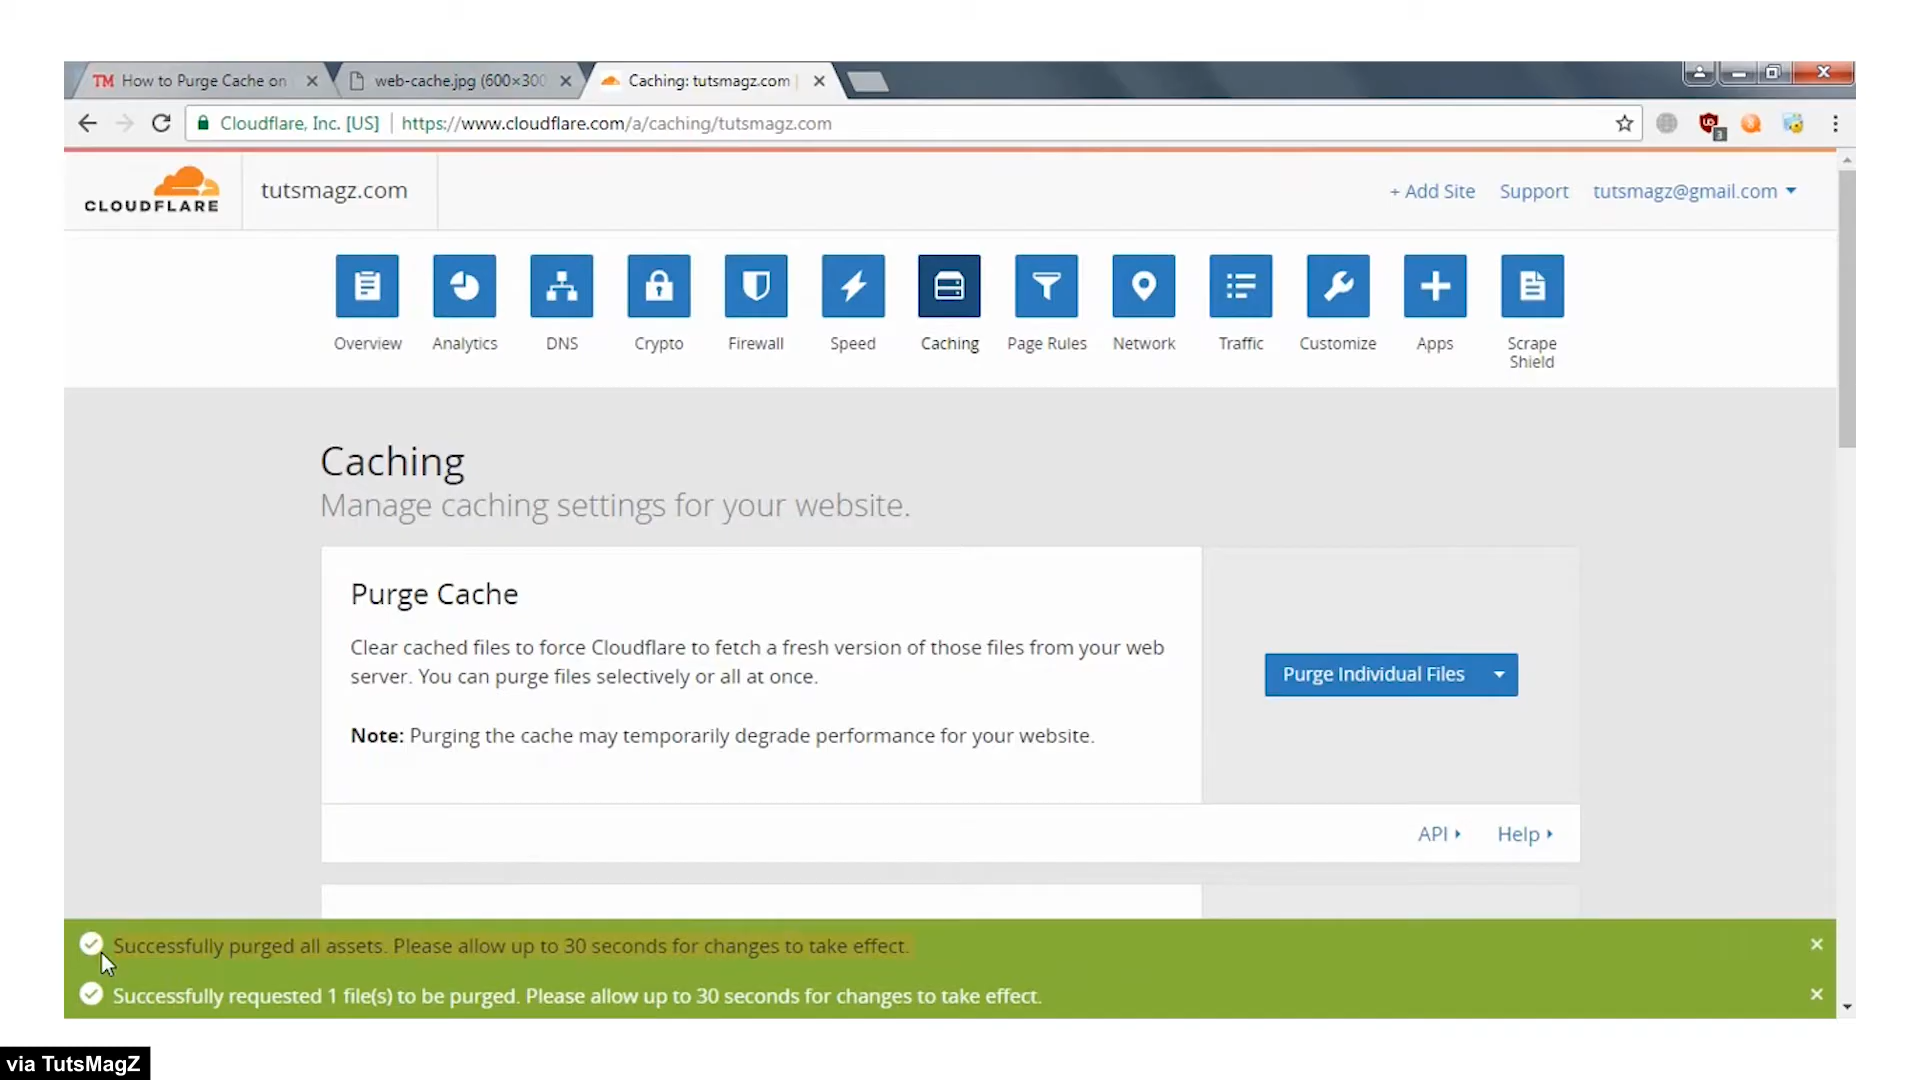 TM How to Purge Cache on
web-cache.jpg (600×300
Caching: tutsmagz.com |
Cloudflare, Inc. [US] | https://www.cloudflare.com/a/caching/tutsmagz.com
3
CLOUDFLARE
tutsmagz.com
+ Add Site
Support
tutsmagz@gmail.com
Overview
Analytics
DNS
Crypto
Firewall
Speed
Caching
Page Rules
Network
Traffic
Customize
Apps
Scrape
Shield
Caching
Manage caching settings for your website.
Purge Cache
Clear cached files to force Cloudflare to fetch a fresh version of those files from your web
server. You can purge files selectively or all at once.
Note: Purging the cache may temporarily degrade performance for your website.
Purge Individual Files
API
Help
Successfully purged all assets. Please allow up to 30 seconds for changes to take effect.
Successfully requested 1 file(s) to be purged. Please allow up to 30 seconds for changes to take effect.
via TutsMagZ